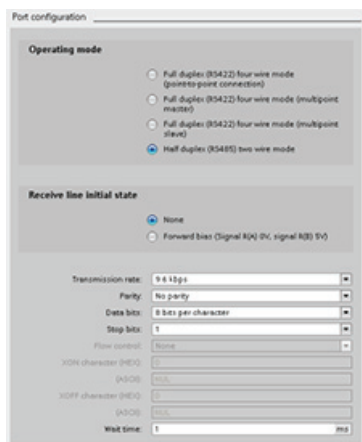 Port configuration
Operating mode
Full duplex (RS422) four wire mode
(point-to-point connection)
Full duplex (RS422) four wire mode (multipoint
master)
Full duplex (RS422) four wire mode (multipoint
slave)
Half duplex (RS485) two wire mode
Receive line initial state
None
Forward bias (Signal R(A) 0V, signal R(B) 5V)
Transmission rate: 9.6 kbps
Parity: No parity
Data bits: 8 bits per character
Stop bits: 1
Flow control: None
XON character (HEX): 0
(ASCII): NUL
XOFF character (HEX): 0
(ASCII): NUL
Wait time: 1 ms